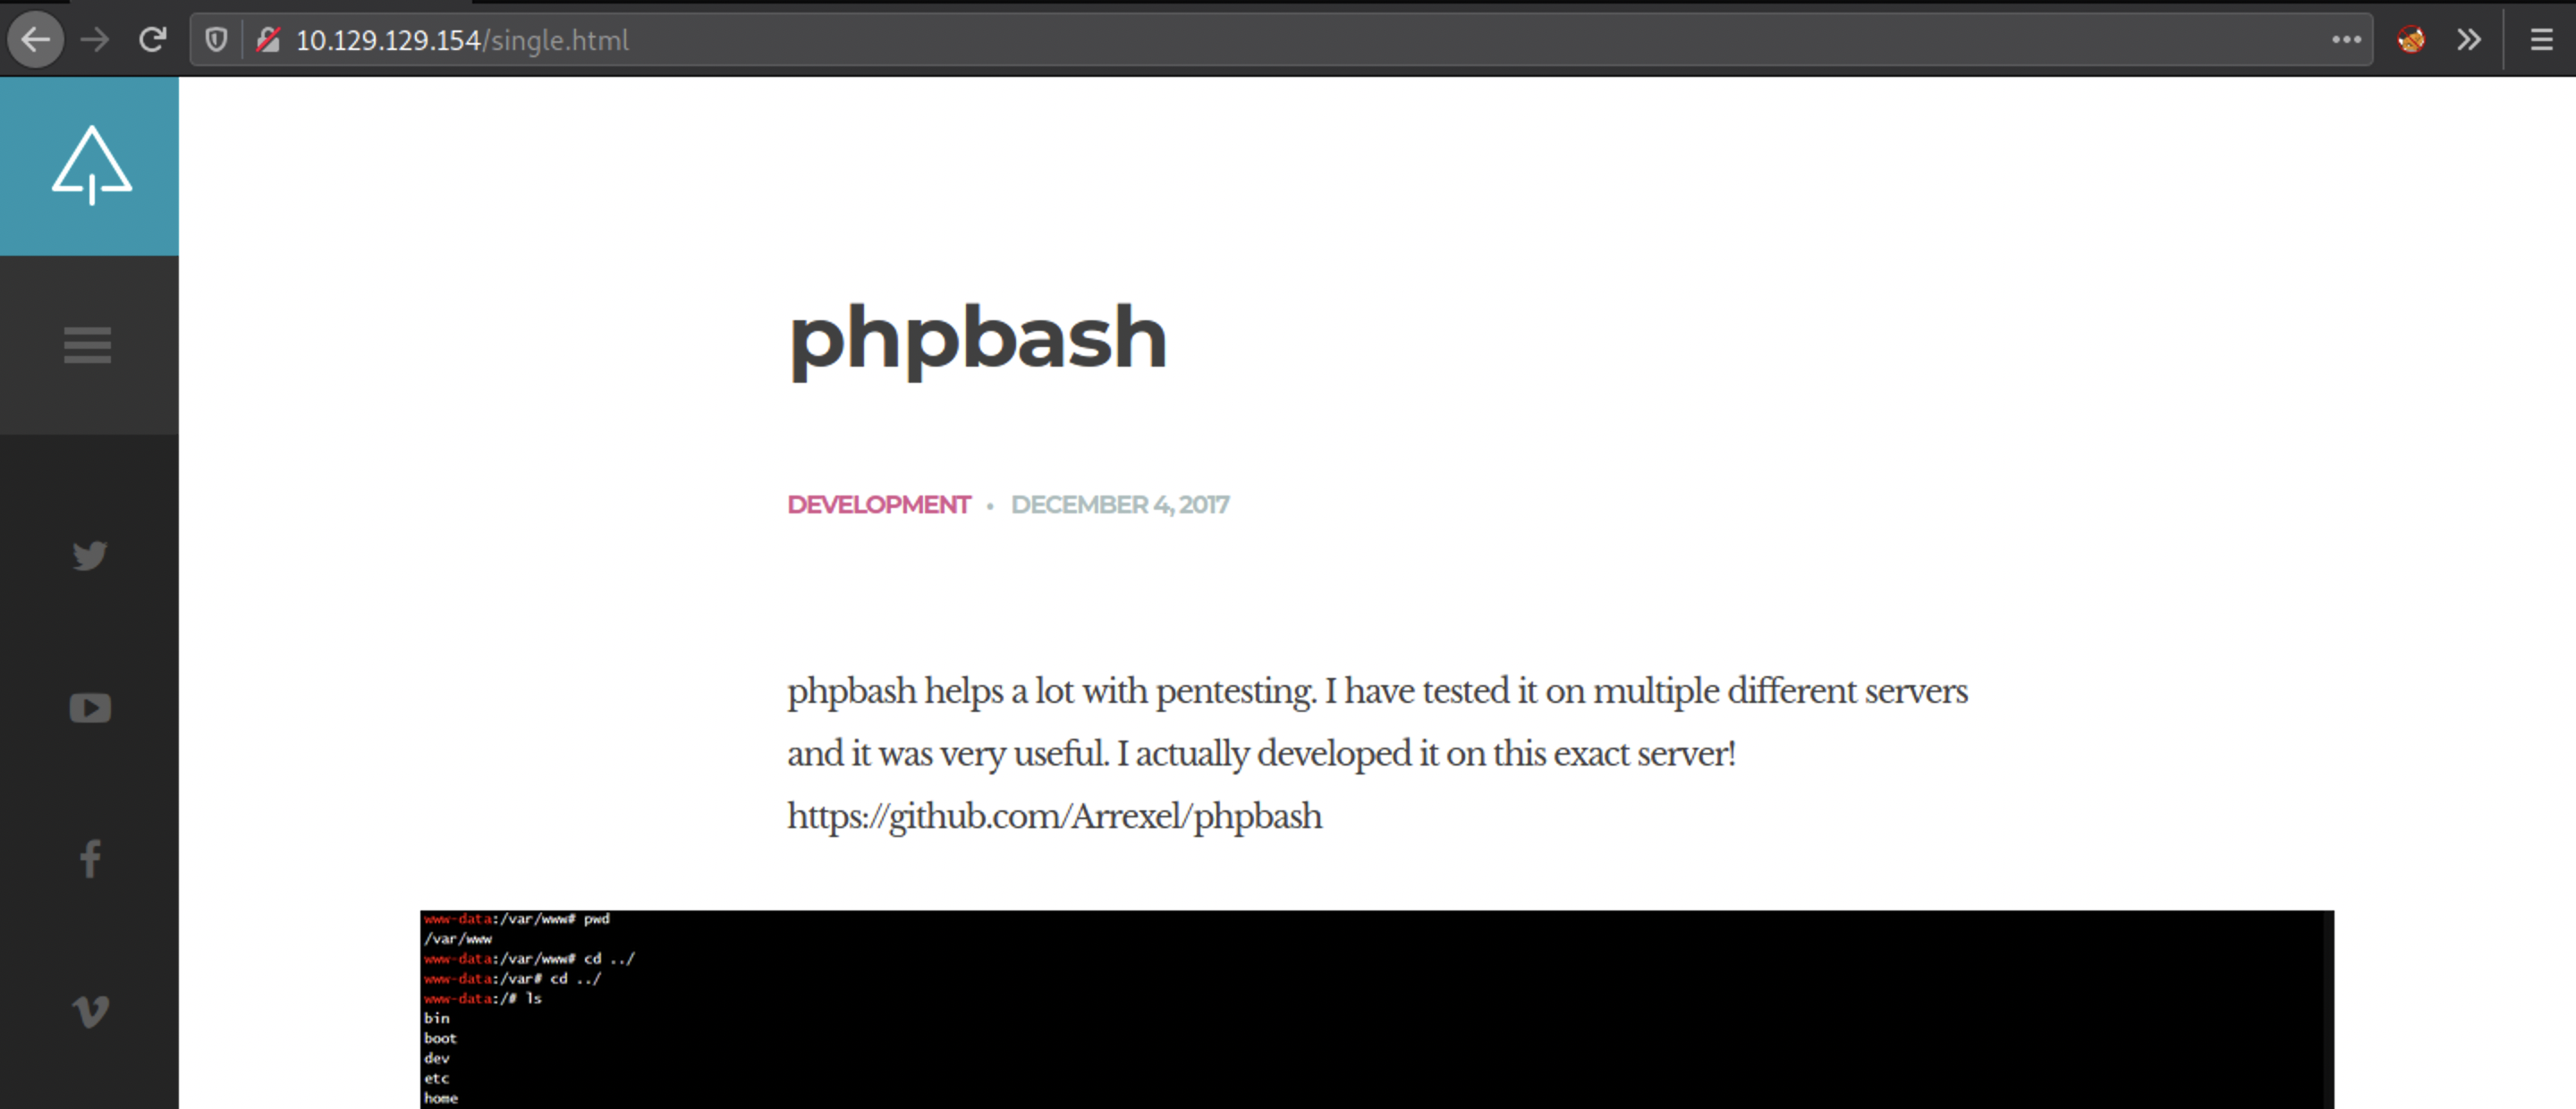 10.129.129.154/single.html
phpbash
DEVELOPMENT • DECEMBER 4, 2017
phpbash helps a lot with pentesting. I have tested it on multiple different servers
and it was very useful. I actually developed it on this exact server!
https://github.com/Arrexel/phpbash
www-data:/var/www# pwd
/var/www
www-data:/var/www# cd ../
www-data:/var# cd ../
www-data:/# ls
bin
boot
dev
etc
home